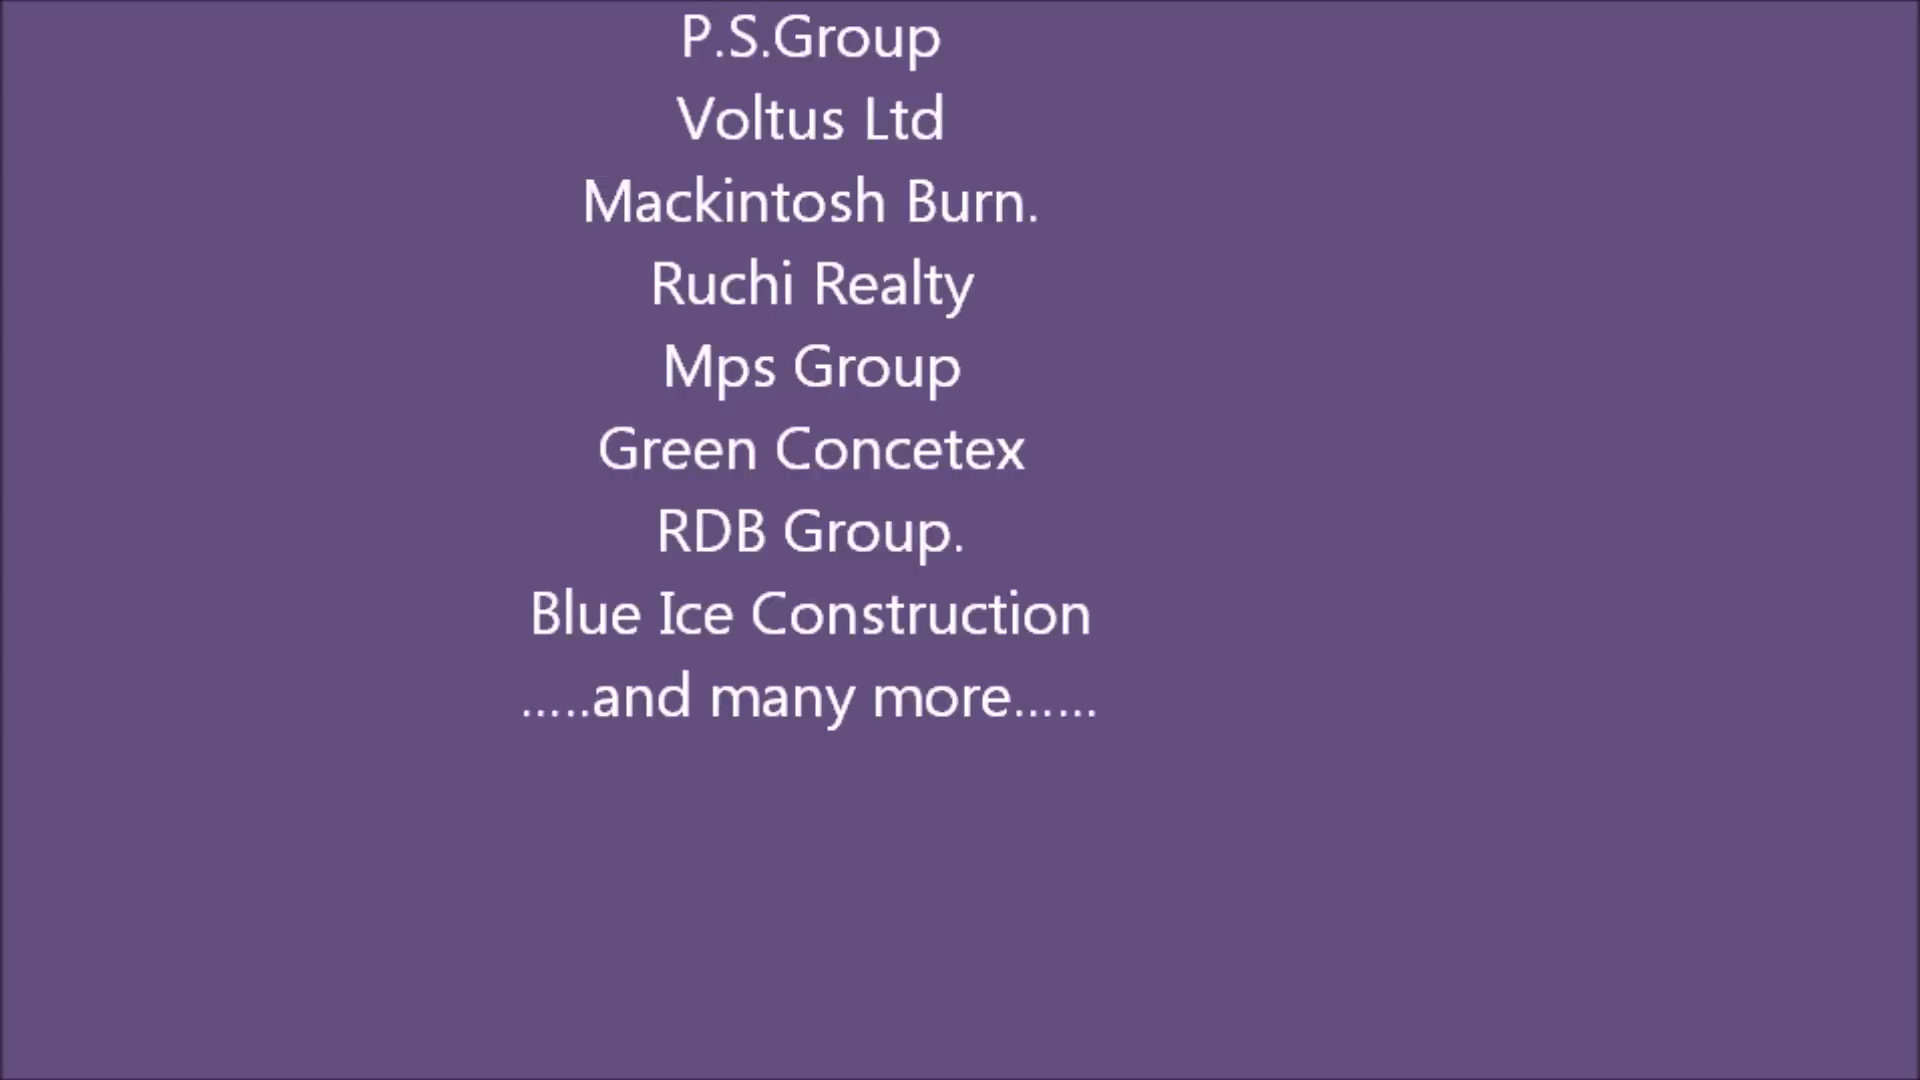 P.S.Group
Voltus Ltd
Mackintosh Burn.
Ruchi Realty
Mps Group
Green Concetex
RDB Group.
Blue Ice Construction
.....and many more......